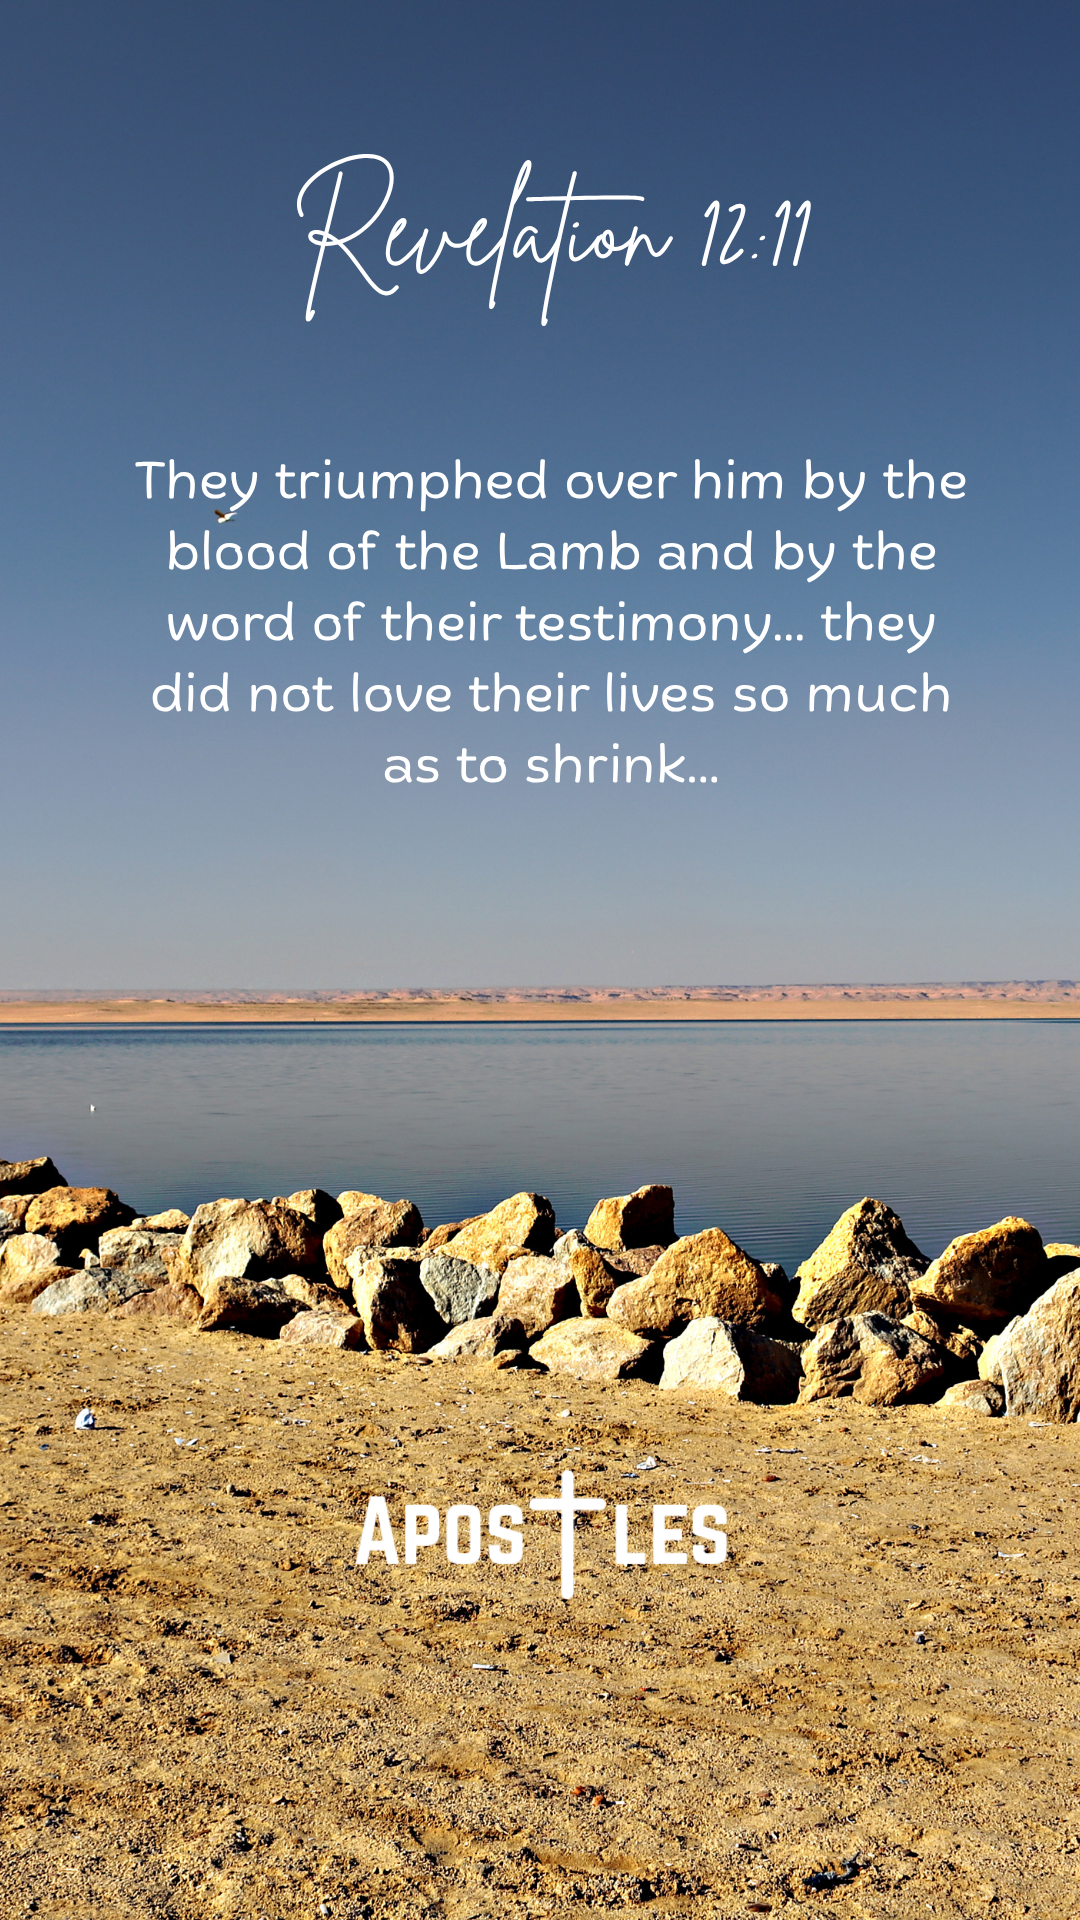 Revelation 12:11
They triumphed over him by the
blood of the Lamb and by the
word of their testimony... they
did not love their lives so much
as to shrink...
APOSTLES